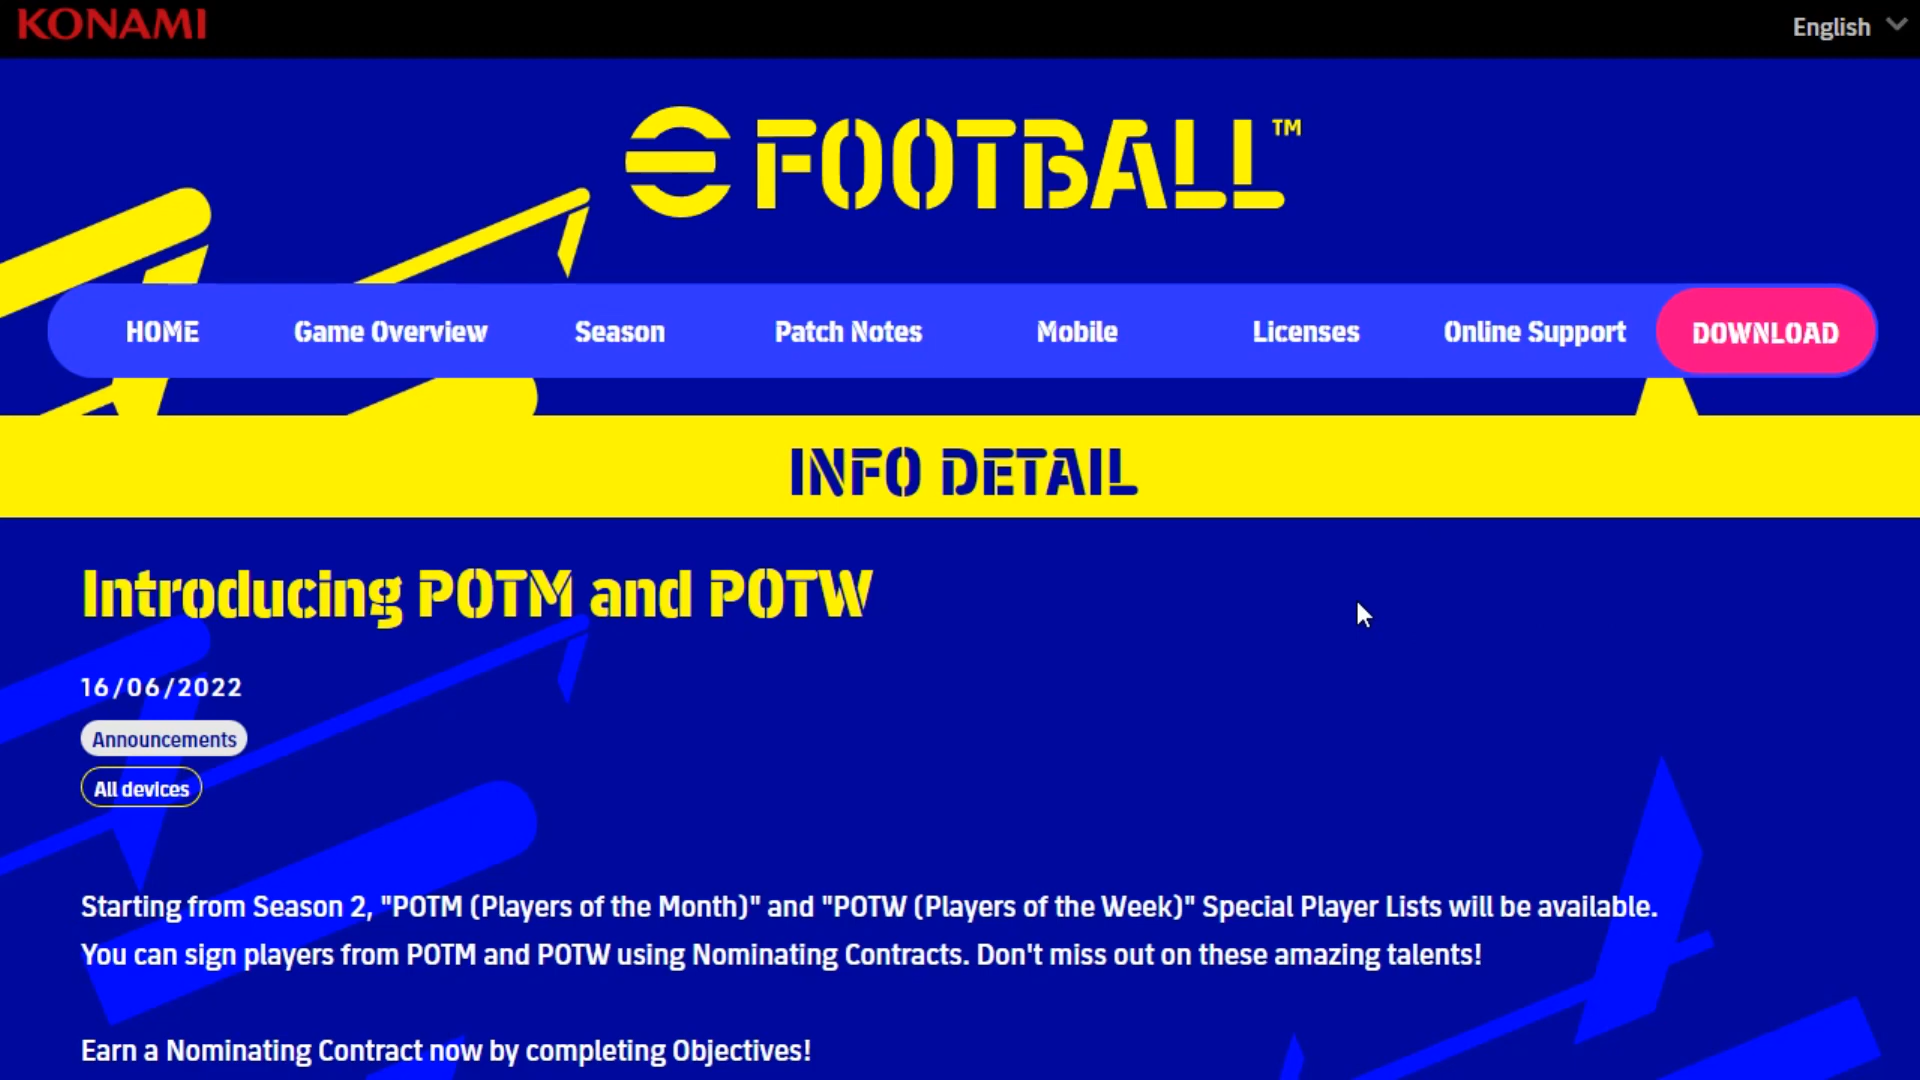 KONAMI
English
eFOOTBALL™
HOME Game Overview Season Patch Notes Mobile Licenses Online Support DOWNLOAD
INFO DETAIL
Introducing POTM and POTW
16/06/2022
Announcements
All devices
Starting from Season 2, "POTM (Players of the Month)" and "POTW (Players of the Week)" Special Player Lists will be available.
You can sign players from POTM and POTW using Nominating Contracts. Don't miss out on these amazing talents!
Earn a Nominating Contract now by completing Objectives!